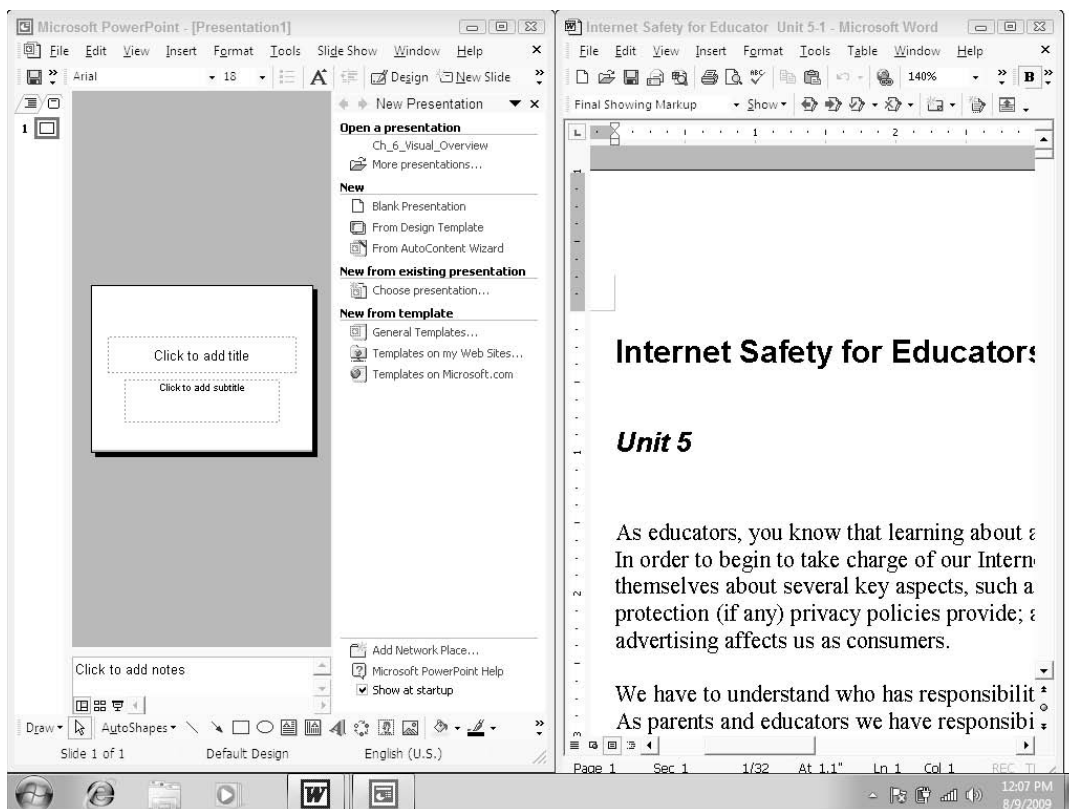 Microsoft PowerPoint - [Presentation1]
File Edit View Insert Format Tools Slide Show Window Help
Arial 18 Design New Slide
New Presentation
1
Open a presentation
Ch_6_Visual_Overview
More presentations...
New
Blank Presentation
From Design Template
From AutoContent Wizard
New from existing presentation
Choose presentation...
New from template
General Templates...
Templates on my Web Sites...
Templates on Microsoft.com
Click to add title
Click to add subtitle
Add Network Place...
Microsoft PowerPoint Help
Show at startup
Click to add notes
Draw AutoShapes
Slide 1 of 1 Default Design English (U.S.)
Internet Safety for Educator Unit 5-1 - Microsoft Word
File Edit View Insert Format Tools Table Window Help
140% B
Final Showing Markup Show
1 2
Internet Safety for Educators
Unit 5
As educators, you know that learning about a
In order to begin to take charge of our Intern
themselves about several key aspects, such a
protection (if any) privacy policies provide; a
advertising affects us as consumers.
We have to understand who has responsibilit
As parents and educators we have responsibi
Page 1 Sec 1 1/32 At 1.1" Ln 1 Col 1 REC
12:07 PM
8/9/2009